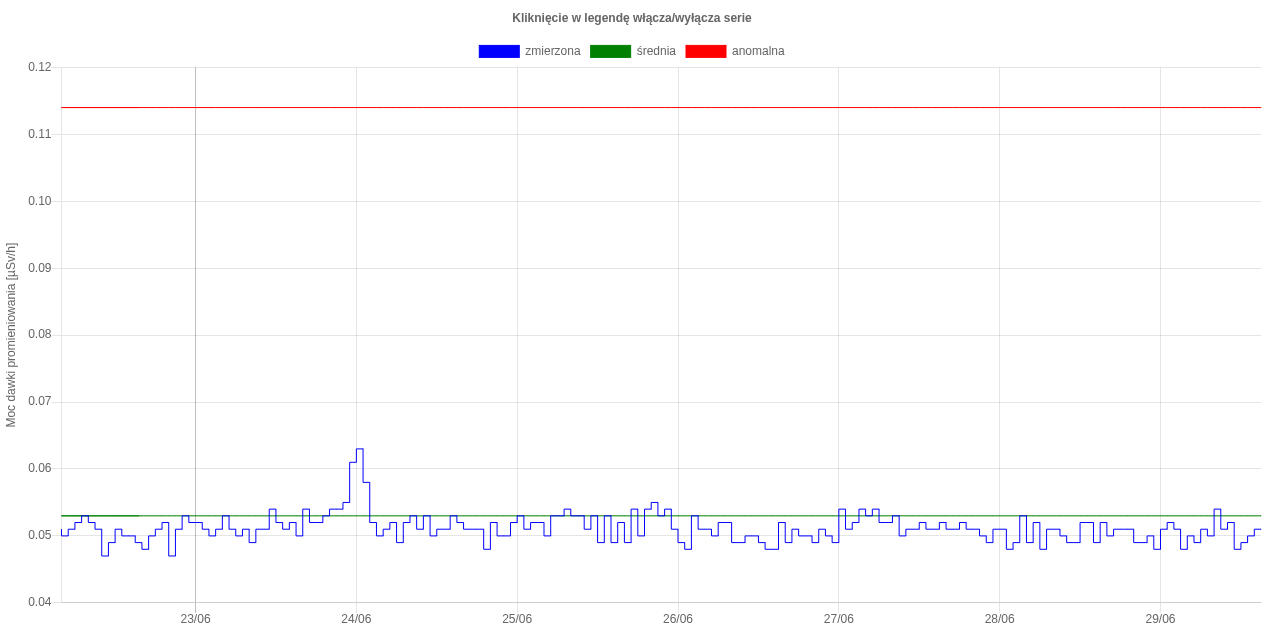 Kliknięcie w legendę włącza/wyłącza serie
zmierzona średnia anomalna
Moc dawki promieniowania [µSv/h]
0.12
0.11
0.10
0.09
0.08
0.07
0.06
0.05
0.04
23/06 24/06 25/06 26/06 27/06 28/06 29/06